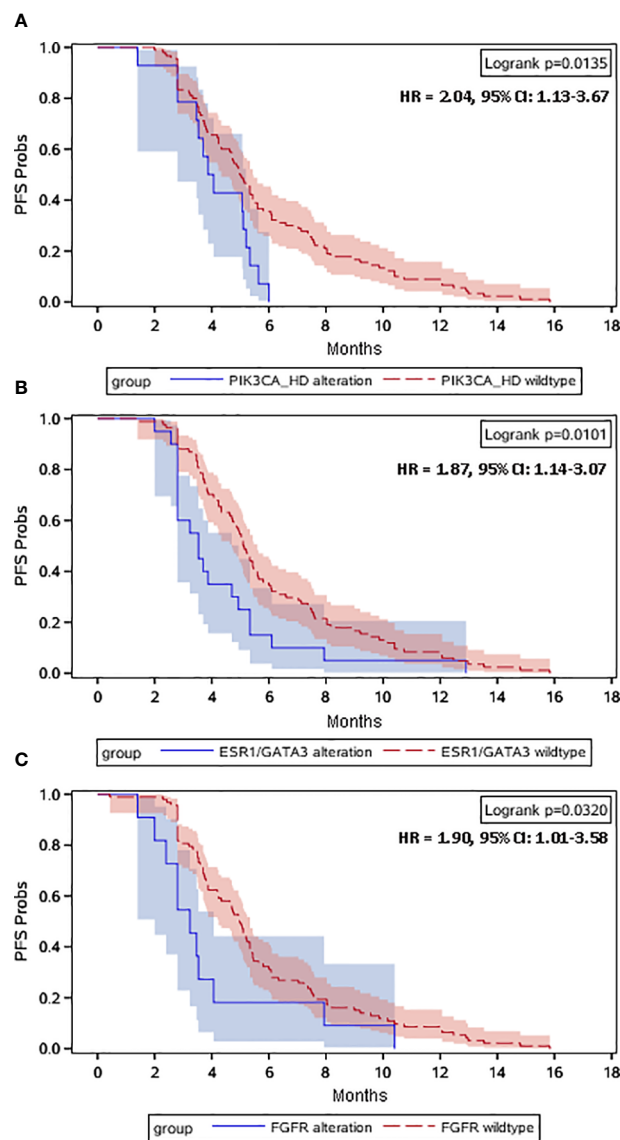 A
Logrank p=0.0135
HR = 2.04, 95% CI: 1.13-3.67
PFS Probs
1.0
0.8
0.6
0.4
0.2
0.0
0 2 4 6 8 10 12 14 16 18
Months
group PIK3CA_HD alteration PIK3CA_HD wildtype
B
Logrank p=0.0101
HR = 1.87, 95% CI: 1.14-3.07
PFS Probs
1.0
0.8
0.6
0.4
0.2
0.0
0 2 4 6 8 10 12 14 16 18
Months
group ESR1/GATA3 alteration ESR1/GATA3 wildtype
C
Logrank p=0.0320
HR = 1.90, 95% CI: 1.01-3.58
PFS Probs
1.0
0.8
0.6
0.4
0.2
0.0
0 2 4 6 8 10 12 14 16 18
Months
group FGFR alteration FGFR wildtype